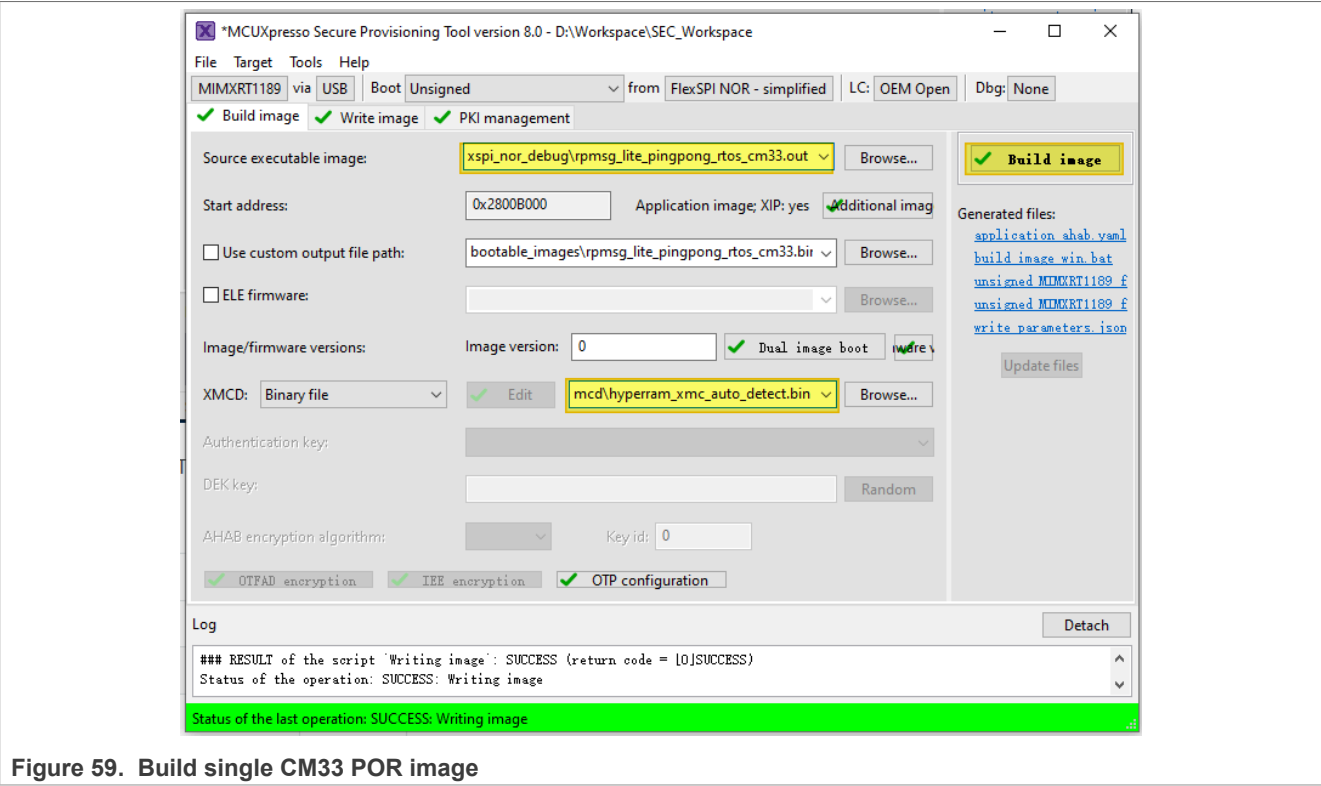 *MCUXpresso Secure Provisioning Tool version 8.0 - D:\Workspace\SEC_Workspace
File Target Tools Help
MIMXRT1189 via USB Boot Unsigned from FlexSPI NOR - simplified LC: OEM Open Dbg: None
Build image Write image PKI management
Source executable image: xspi_nor_debug\rpmsg_lite_pingpong_rtos_cm33.out Browse... Build image
Start address: 0x2800B000 Application image; XIP: yes Additional imag
Generated files:
application_ahab.yaml
Use custom output file path: bootable_images\rpmsg_lite_pingpong_rtos_cm33.bin Browse...
build_image_win.bat
unsigned_MIMXRT1189_f
ELE firmware: Browse...
unsigned_MIMXRT1189_f
write_parameters.json
Image/firmware versions: Image version: 0 Dual image boot ware v
Update files
XMCD: Binary file Edit mcd\hyperram_xmc_auto_detect.bin Browse...
Authentication key:
DEK key: Random
AHAB encryption algorithm: Key id: 0
OTFAD encryption IEE encryption OTP configuration
Log Detach
### RESULT of the script `Writing image`: SUCCESS (return code = [0]SUCCESS)
Status of the operation: SUCCESS: Writing image
Status of the last operation: SUCCESS: Writing image
Figure 59. Build single CM33 POR image